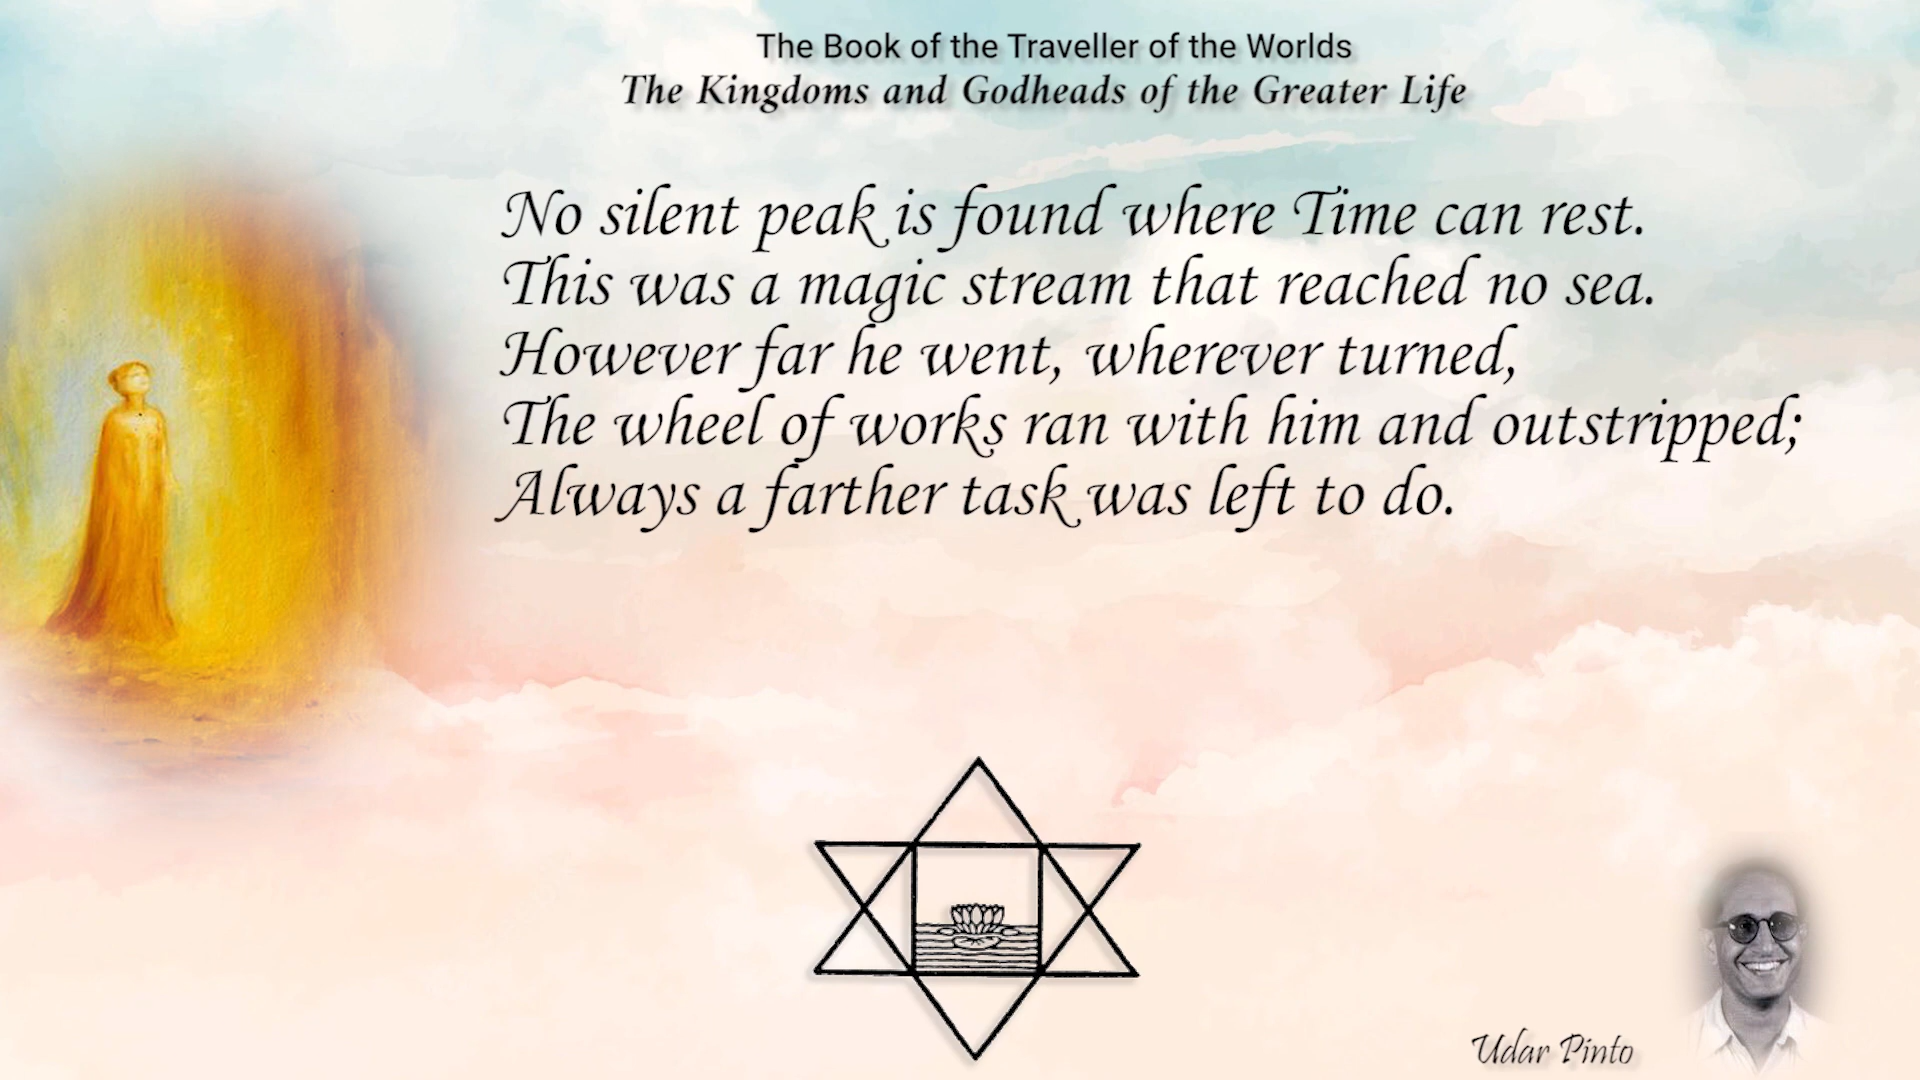 The Book of the Traveller of the Worlds
The Kingdoms and Godheads of the Greater Life
No silent peak is found where Time can rest.
This was a magic stream that reached no sea.
However far he went, wherever turned,
The wheel of works ran with him and outstripped;
Always a farther task was left to do.
Udar Pinto